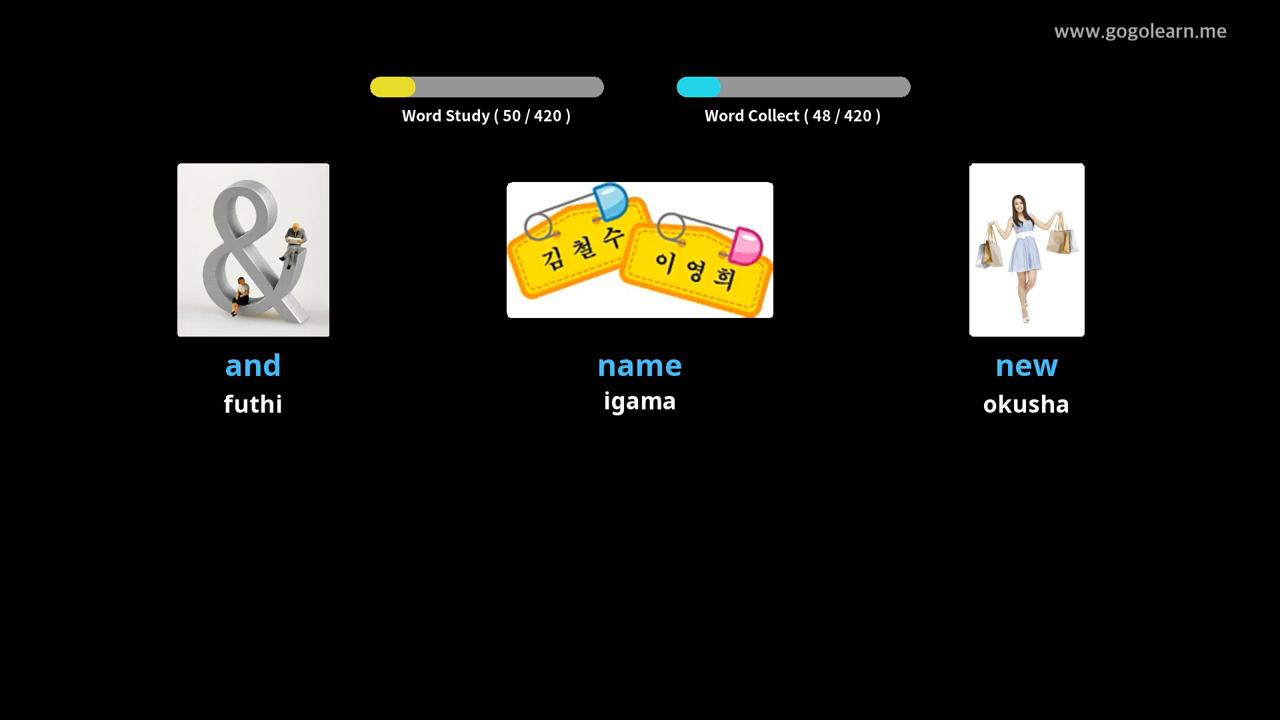 www.gogolearn.me
Word Study ( 50 / 420 )
Word Collect ( 48 / 420 )
김철수
이영희
and
name
new
futhi
igama
okusha